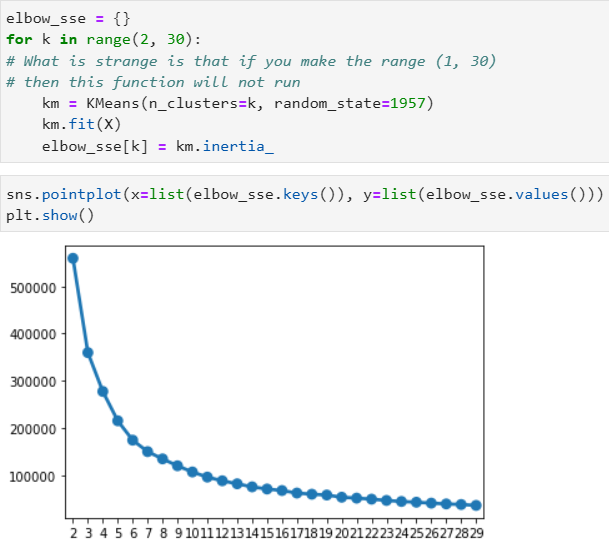 elbow_sse = {}
for k in range(2, 30):
# What is strange is that if you make the range (1, 30)
# then this function will not run
    km = KMeans(n_clusters=k, random_state=1957)
    km.fit(X)
    elbow_sse[k] = km.inertia_
sns.pointplot(x=list(elbow_sse.keys()), y=list(elbow_sse.values()))
plt.show()
500000
400000
300000
200000
100000
2 3 4 5 6 7 8 9 10 11 12 13 14 15 16 17 18 19 20 21 22 23 24 25 26 27 28 29